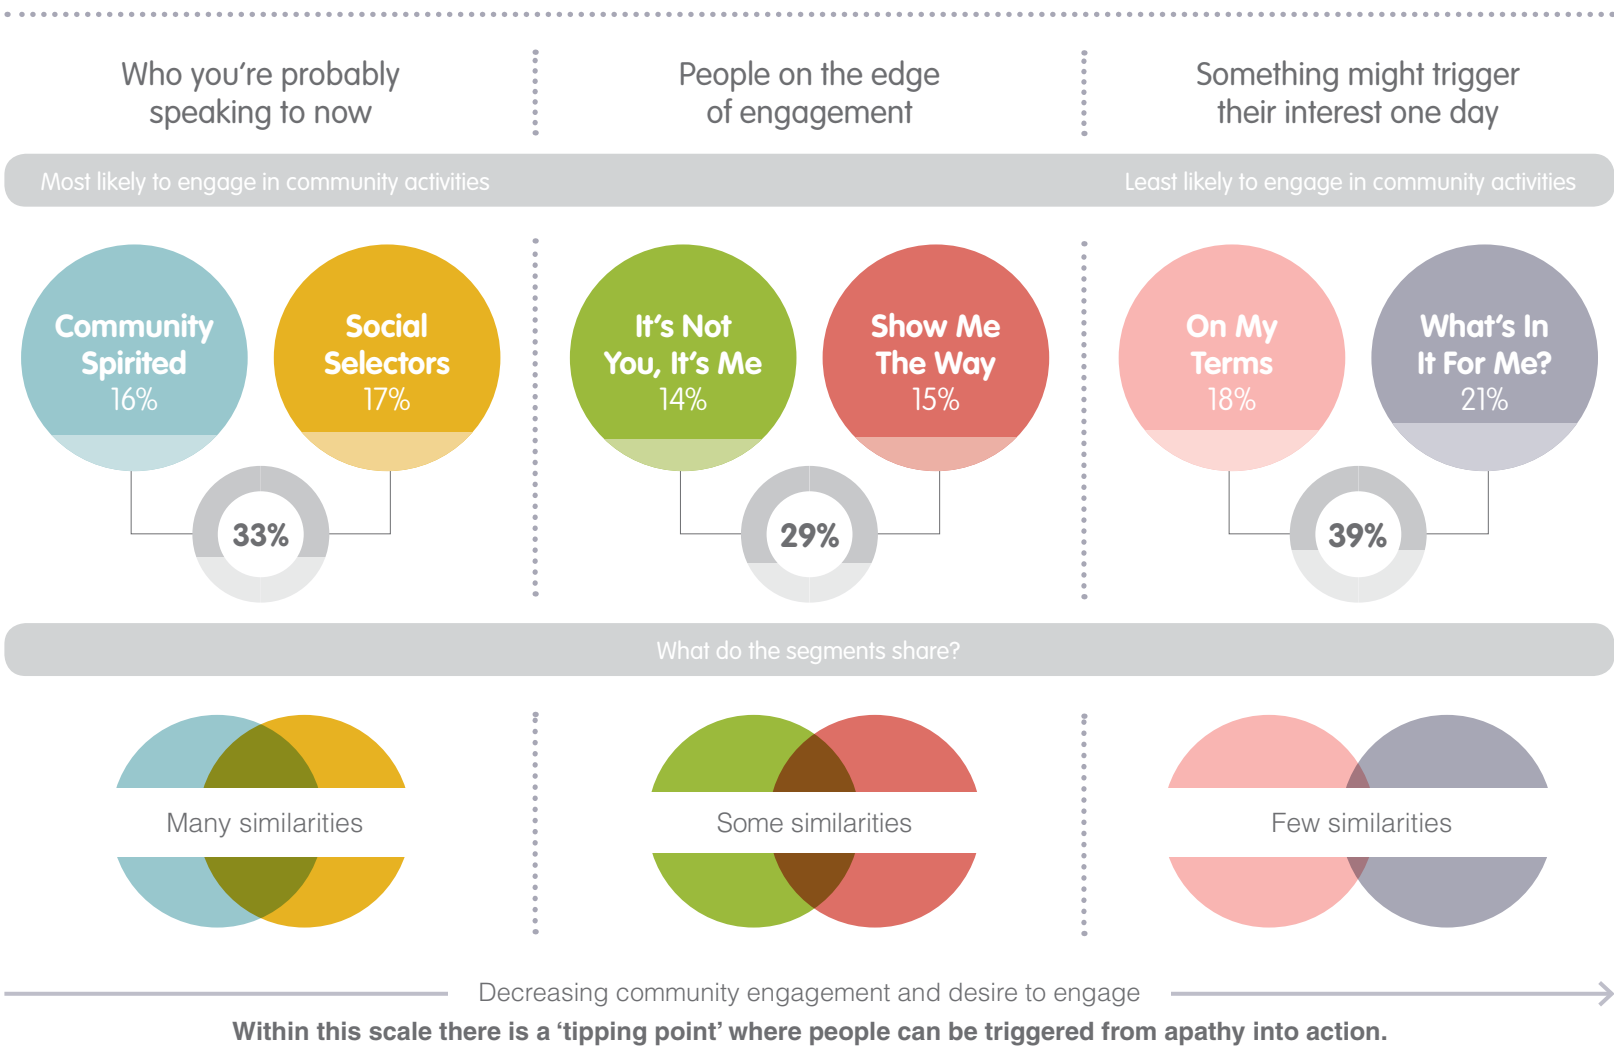 Who you're probably
speaking to now
People on the edge
of engagement
Something might trigger
their interest one day
Most likely to engage in community activities
Least likely to engage in community activities
Community
Spirited
16%
Social
Selectors
17%
It's Not
You, It's Me
14%
Show Me
The Way
15%
On My
Terms
18%
What's In
It For Me?
21%
33%
29%
39%
What do the segments share?
Many similarities
Some similarities
Few similarities
Decreasing community engagement and desire to engage
Within this scale there is a ‘tipping point’ where people can be triggered from apathy into action.